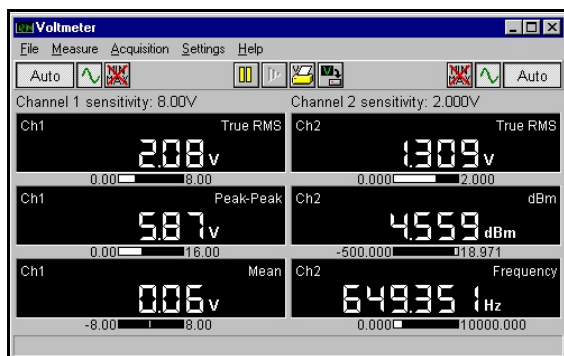 Voltmeter
File Measure Acquisition Settings Help
Auto Auto
Channel 1 sensitivity: 8.00V Channel 2 sensitivity: 2.000V
Ch1 True RMS
2.08 V
0.00 8.00
Ch2 True RMS
1.309 V
0.000 2.000
Ch1 Peak-Peak
5.87 V
0.00 16.00
Ch2 dBm
4.559 dBm
-500.000 18.971
Ch1 Mean
0.06 V
-8.00 8.00
Ch2 Frequency
649.351 Hz
0.000 10000.000